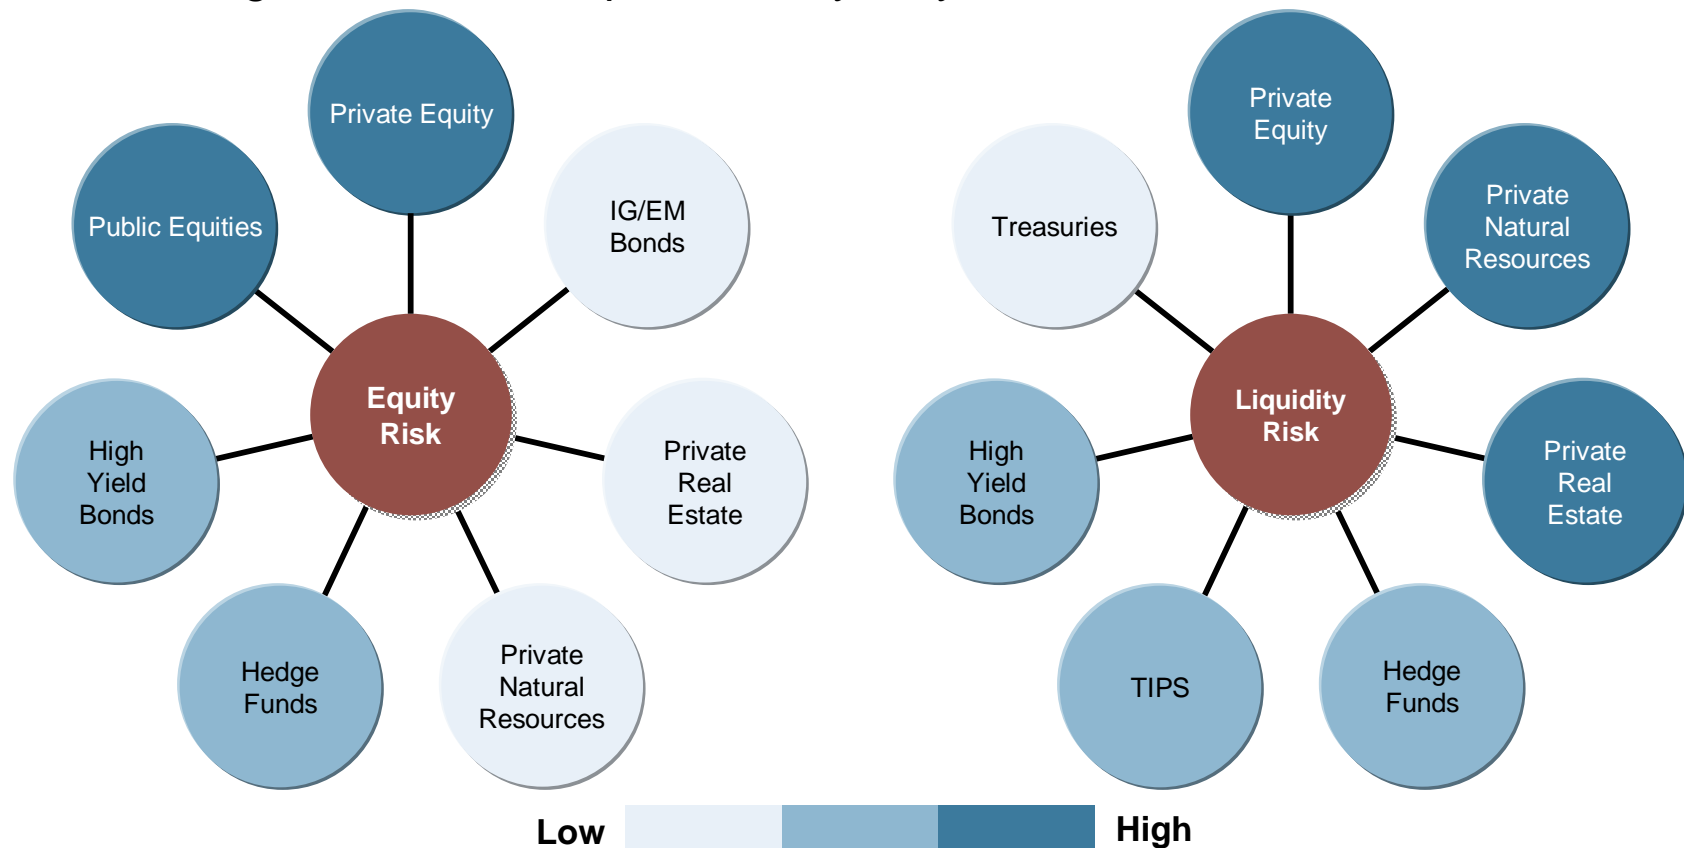 Private Equity
Public Equities
IG/EM
Bonds
Equity
Risk
High
Yield
Bonds
Private
Real
Estate
Hedge
Funds
Private
Natural
Resources
Private
Equity
Treasuries
Private
Natural
Resources
Liquidity
Risk
High
Yield
Bonds
Private
Real
Estate
TIPS
Hedge
Funds
Low
High